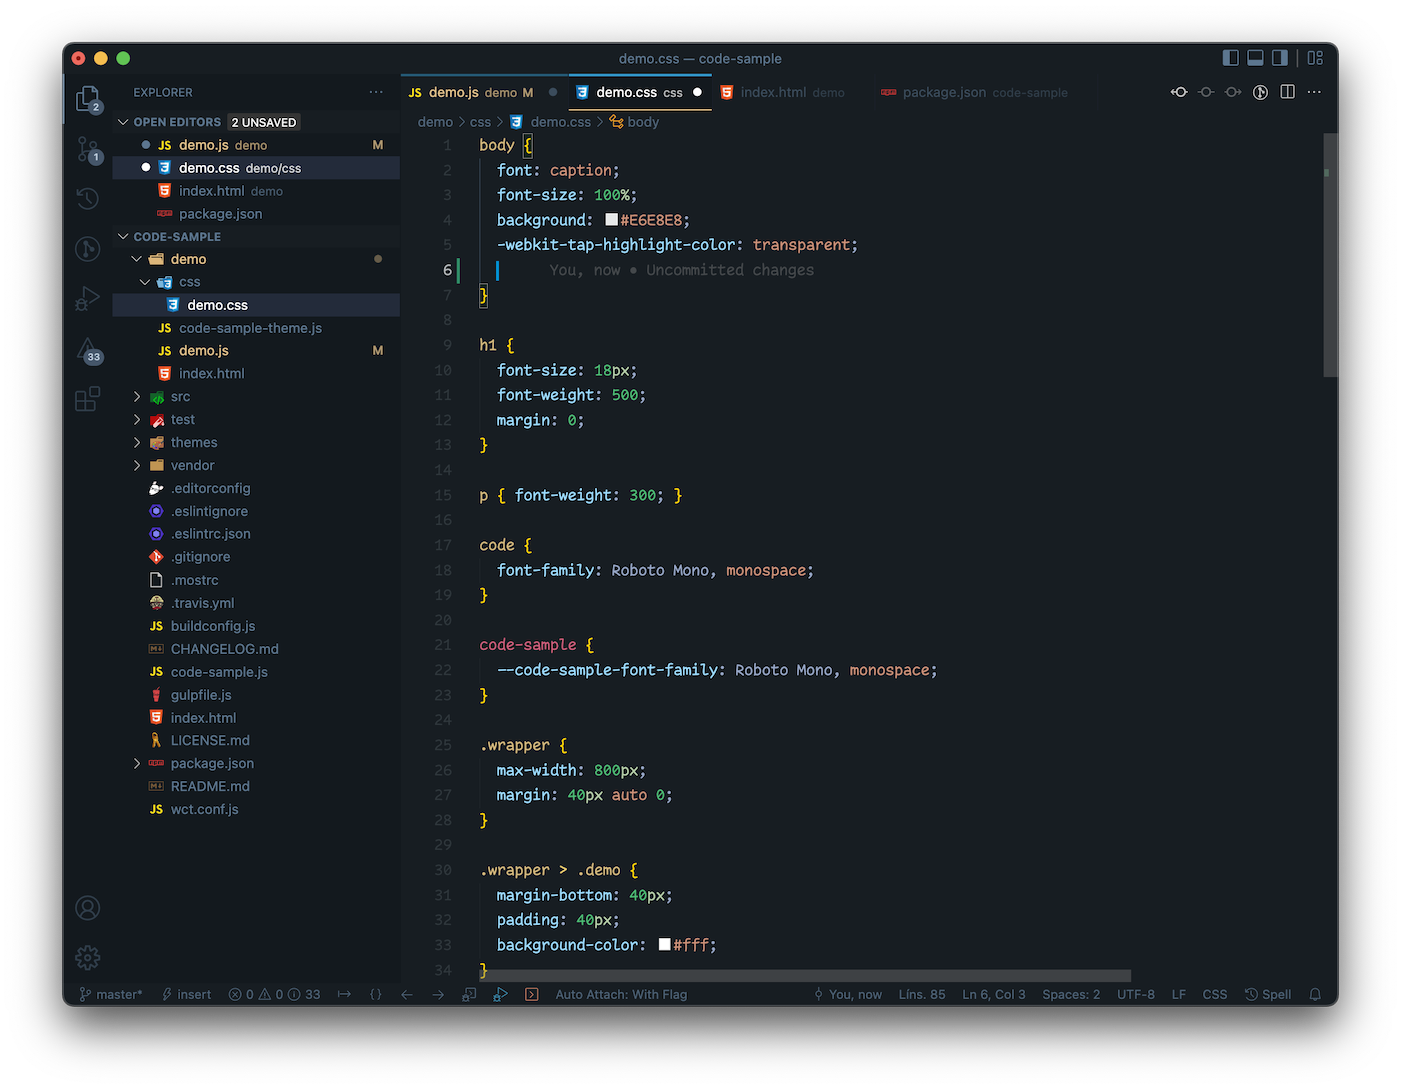 demo.css — code-sample
EXPLORER
OPEN EDITORS 2 UNSAVED
JS demo.js demo M
demo.css demo/css
index.html demo
package.json
CODE-SAMPLE
demo
css
demo.css
JS code-sample-theme.js
JS demo.js M
index.html
src
test
themes
vendor
.editorconfig
.eslintignore
.eslintrc.json
.gitignore
.mostrc
.travis.yml
JS buildconfig.js
CHANGELOG.md
JS code-sample.js
gulpfile.js
index.html
LICENSE.md
package.json
README.md
JS wct.conf.js
2
1
33
JS demo.js demo M
demo.css css
index.html demo
package.json code-sample
demo > css > demo.css > body
1 body {
2 font: caption;
3 font-size: 100%;
4 background: #E6E8E8;
5 -webkit-tap-highlight-color: transparent;
6 You, now • Uncommitted changes
7 }
8
9 h1 {
10 font-size: 18px;
11 font-weight: 500;
12 margin: 0;
13 }
14
15 p { font-weight: 300; }
16
17 code {
18 font-family: Roboto Mono, monospace;
19 }
20
21 code-sample {
22 --code-sample-font-family: Roboto Mono, monospace;
23 }
24
25 .wrapper {
26 max-width: 800px;
27 margin: 40px auto 0;
28 }
29
30 .wrapper > .demo {
31 margin-bottom: 40px;
32 padding: 40px;
33 background-color: #fff;
34 }
master* insert 0 0 33 {} Auto Attach: With Flag You, now Lins. 85 Ln 6, Col 3 Spaces: 2 UTF-8 LF CSS Spell